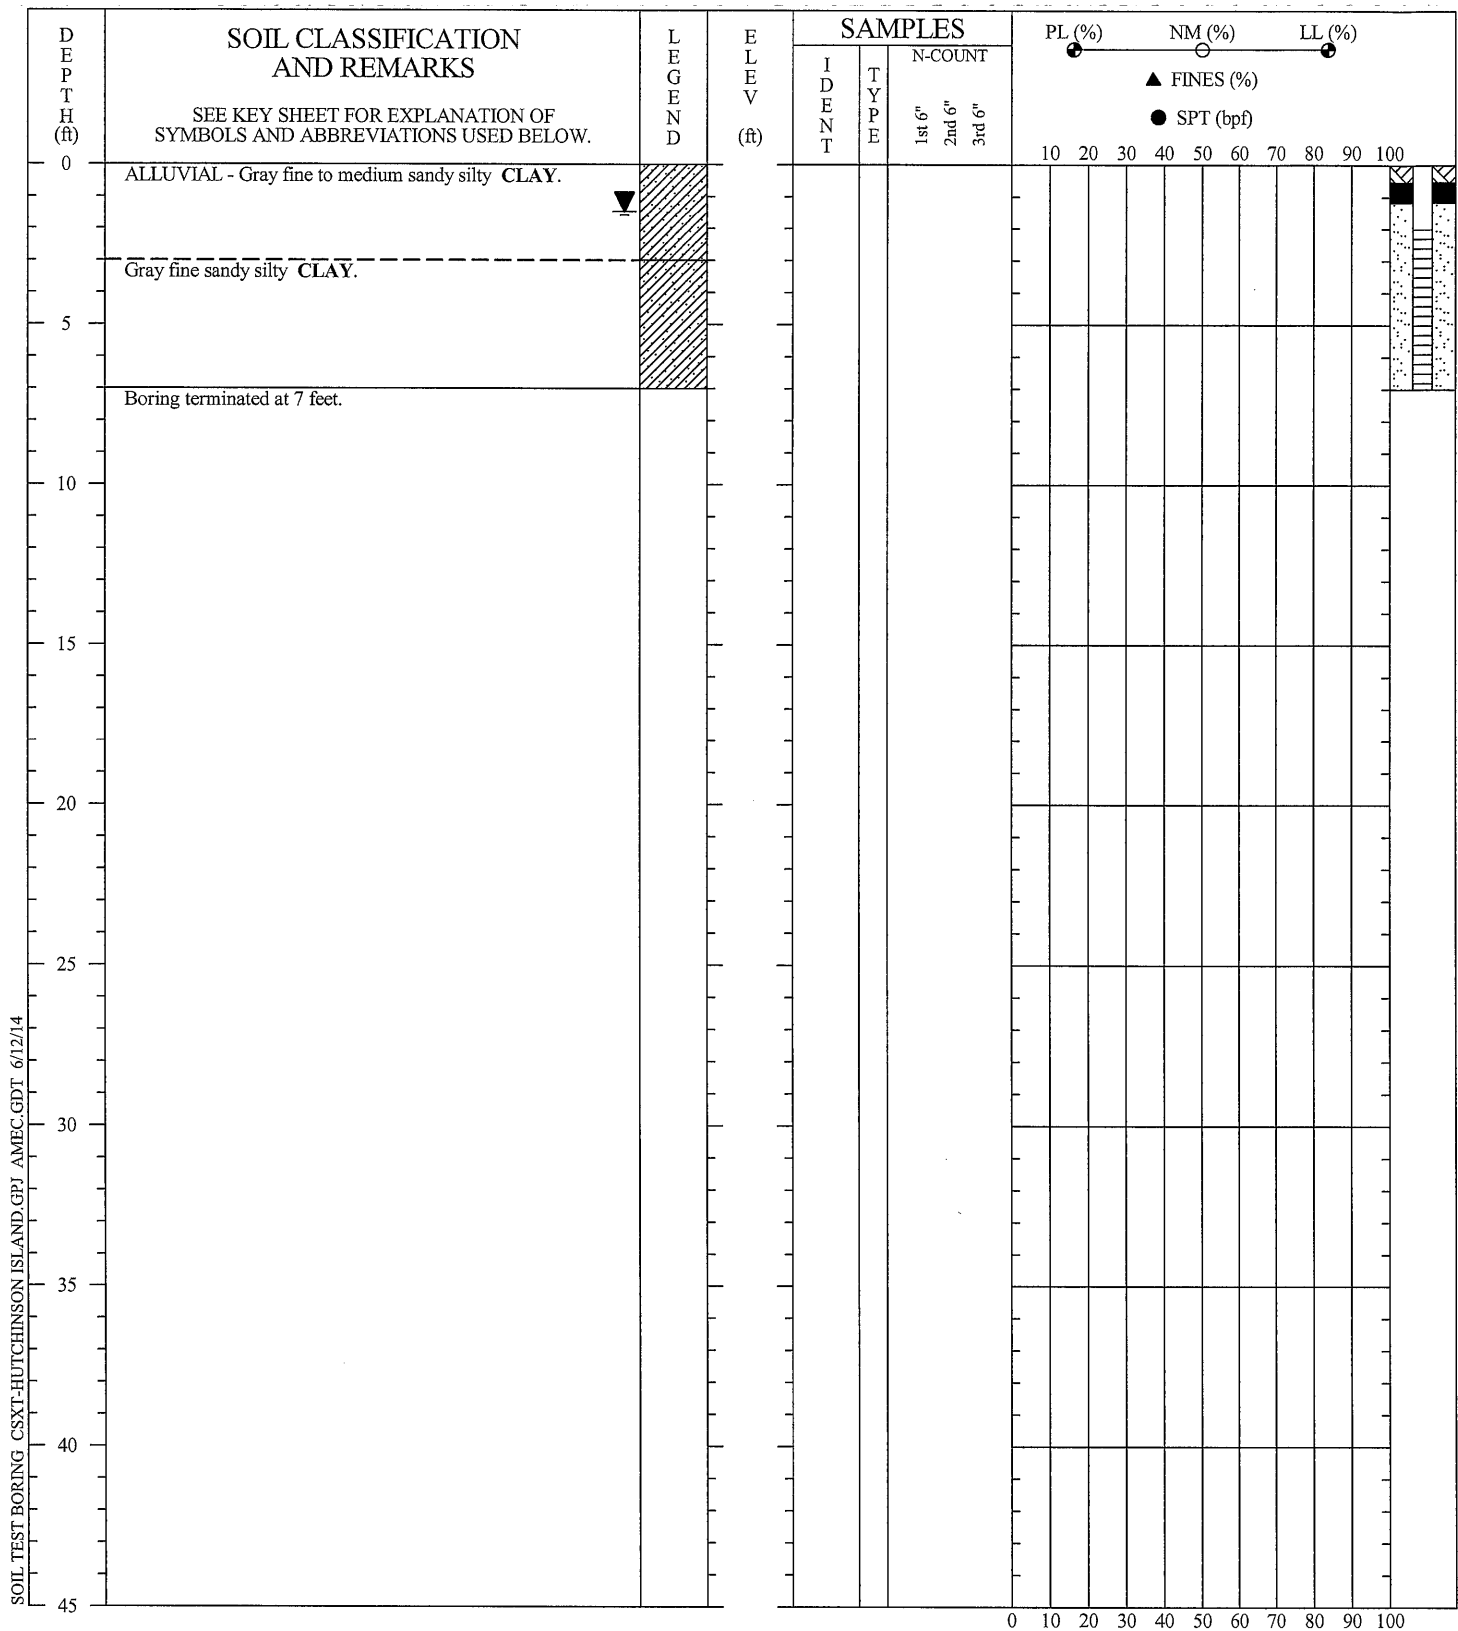 DEPTH (ft)
SOIL CLASSIFICATION
AND REMARKS
SEE KEY SHEET FOR EXPLANATION OF
SYMBOLS AND ABBREVIATIONS USED BELOW.
LEGEND
ELEV (ft)
SAMPLES
IDENT
TYPE
N-COUNT
1st 6"
2nd 6"
3rd 6"
PL (%) NM (%) LL (%)
FINES (%)
SPT (bpf)
10 20 30 40 50 60 70 80 90 100
0
ALLUVIAL - Gray fine to medium sandy silty CLAY.
Gray fine sandy silty CLAY.
5
Boring terminated at 7 feet.
10
15
20
25
30
35
40
45
0 10 20 30 40 50 60 70 80 90 100
SOIL TEST BORING CSXT-HUTCHINSON ISLAND.GPJ AMEC.GDT 6/12/14